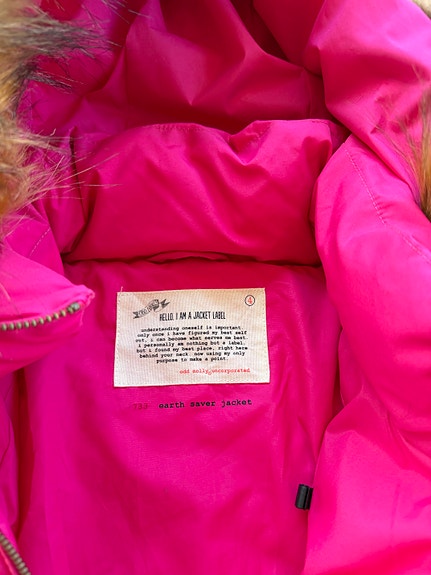 4
HELLO, I AM A JACKET LABEL
understanding oneself is important.
only once i have figured my best self
out, i can become what serves me best.
i personally am nothing but a label,
but i found my best place, right here
behind your neck. now using my only
purpose to make a point.
odd molly incorporated
earth saver jacket